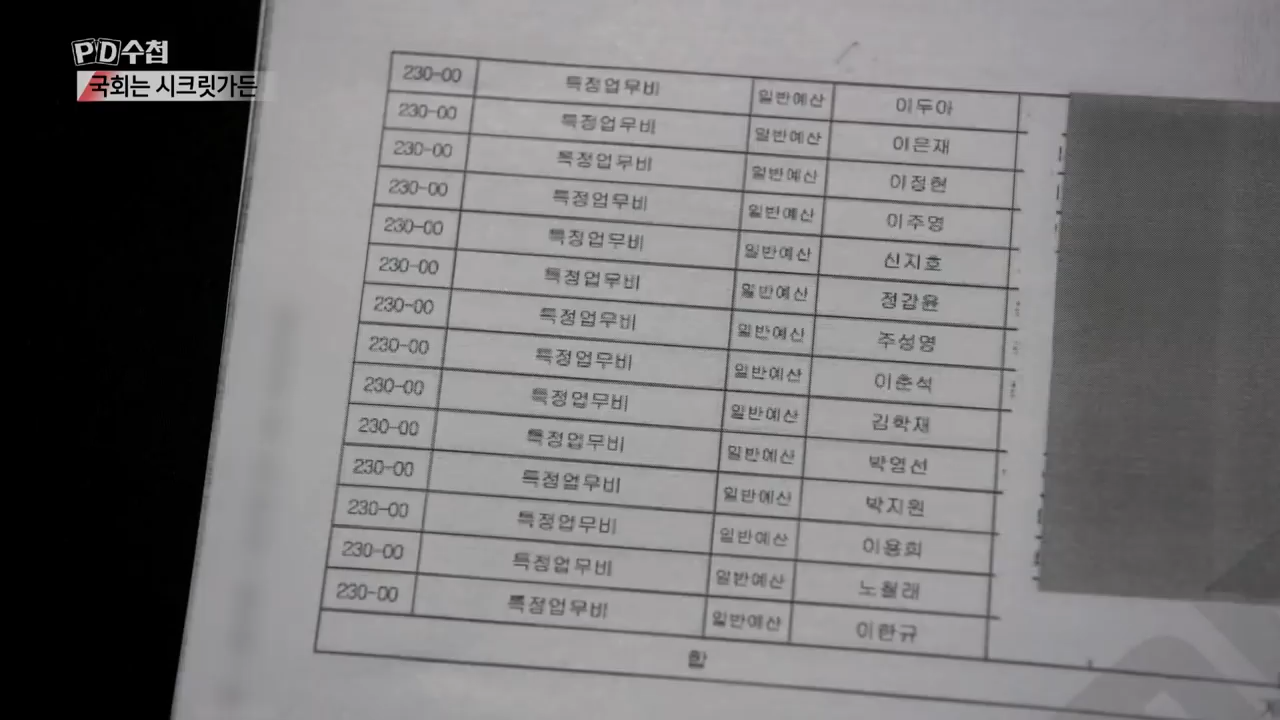 PD수첩
국회는 시크릿가든
230-00 특정업무비 일반예산 이두아
230-00 특정업무비 일반예산 이은재
230-00 특정업무비 일반예산 이정현
230-00 특정업무비 일반예산 이주영
230-00 특정업무비 일반예산 신지호
230-00 특정업무비 일반예산 정갑윤
230-00 특정업무비 일반예산 주성영
230-00 특정업무비 일반예산 이춘석
230-00 특정업무비 일반예산 김학재
230-00 특정업무비 일반예산 박영선
230-00 특정업무비 일반예산 박지원
230-00 특정업무비 일반예산 이용희
230-00 특정업무비 일반예산 노철래
230-00 특정업무비 일반예산 이한규
합